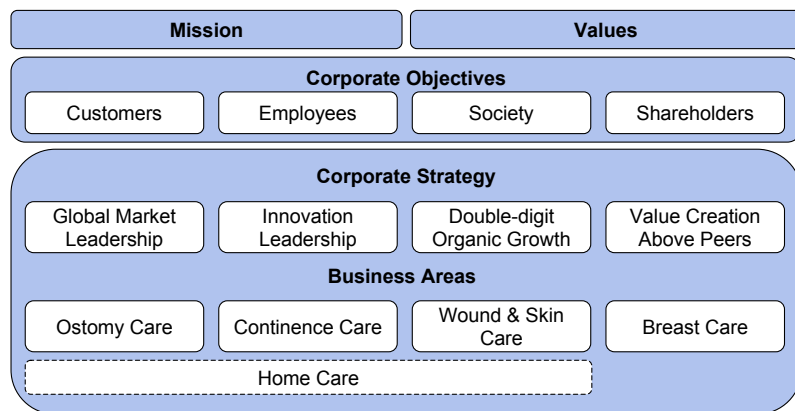 Mission
Values
Corporate Objectives
Customers
Employees
Society
Shareholders
Corporate Strategy
Global Market
Leadership
Innovation
Leadership
Double-digit
Organic Growth
Value Creation
Above Peers
Business Areas
Ostomy Care
Continence Care
Wound & Skin
Care
Breast Care
Home Care